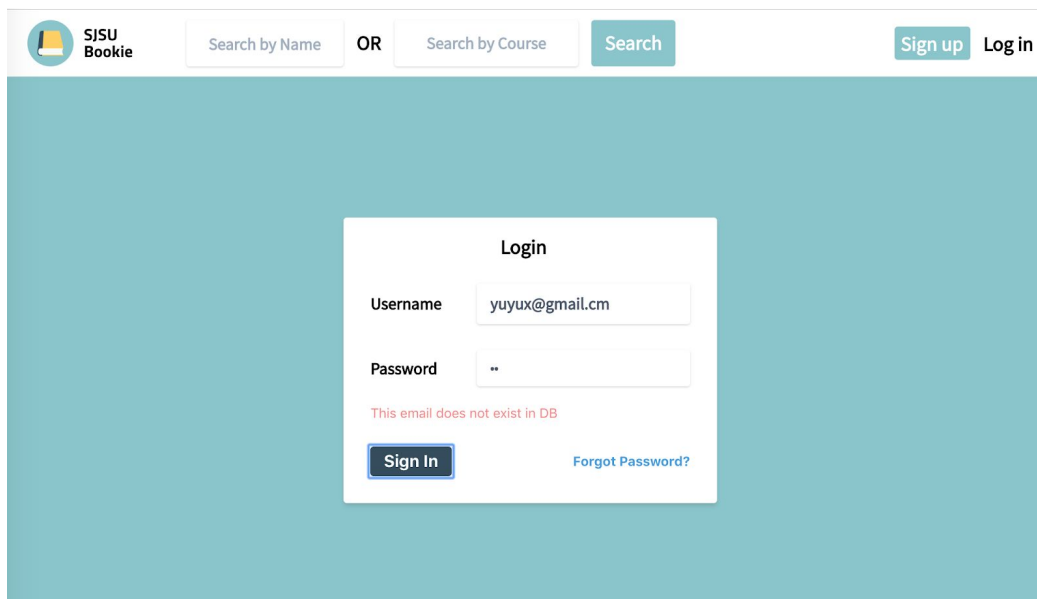 SJSU
Bookie
Search by Name OR Search by Course Search Sign up Log in
Login
Username yuyux@gmail.cm
Password ••
This email does not exist in DB
Sign In Forgot Password?